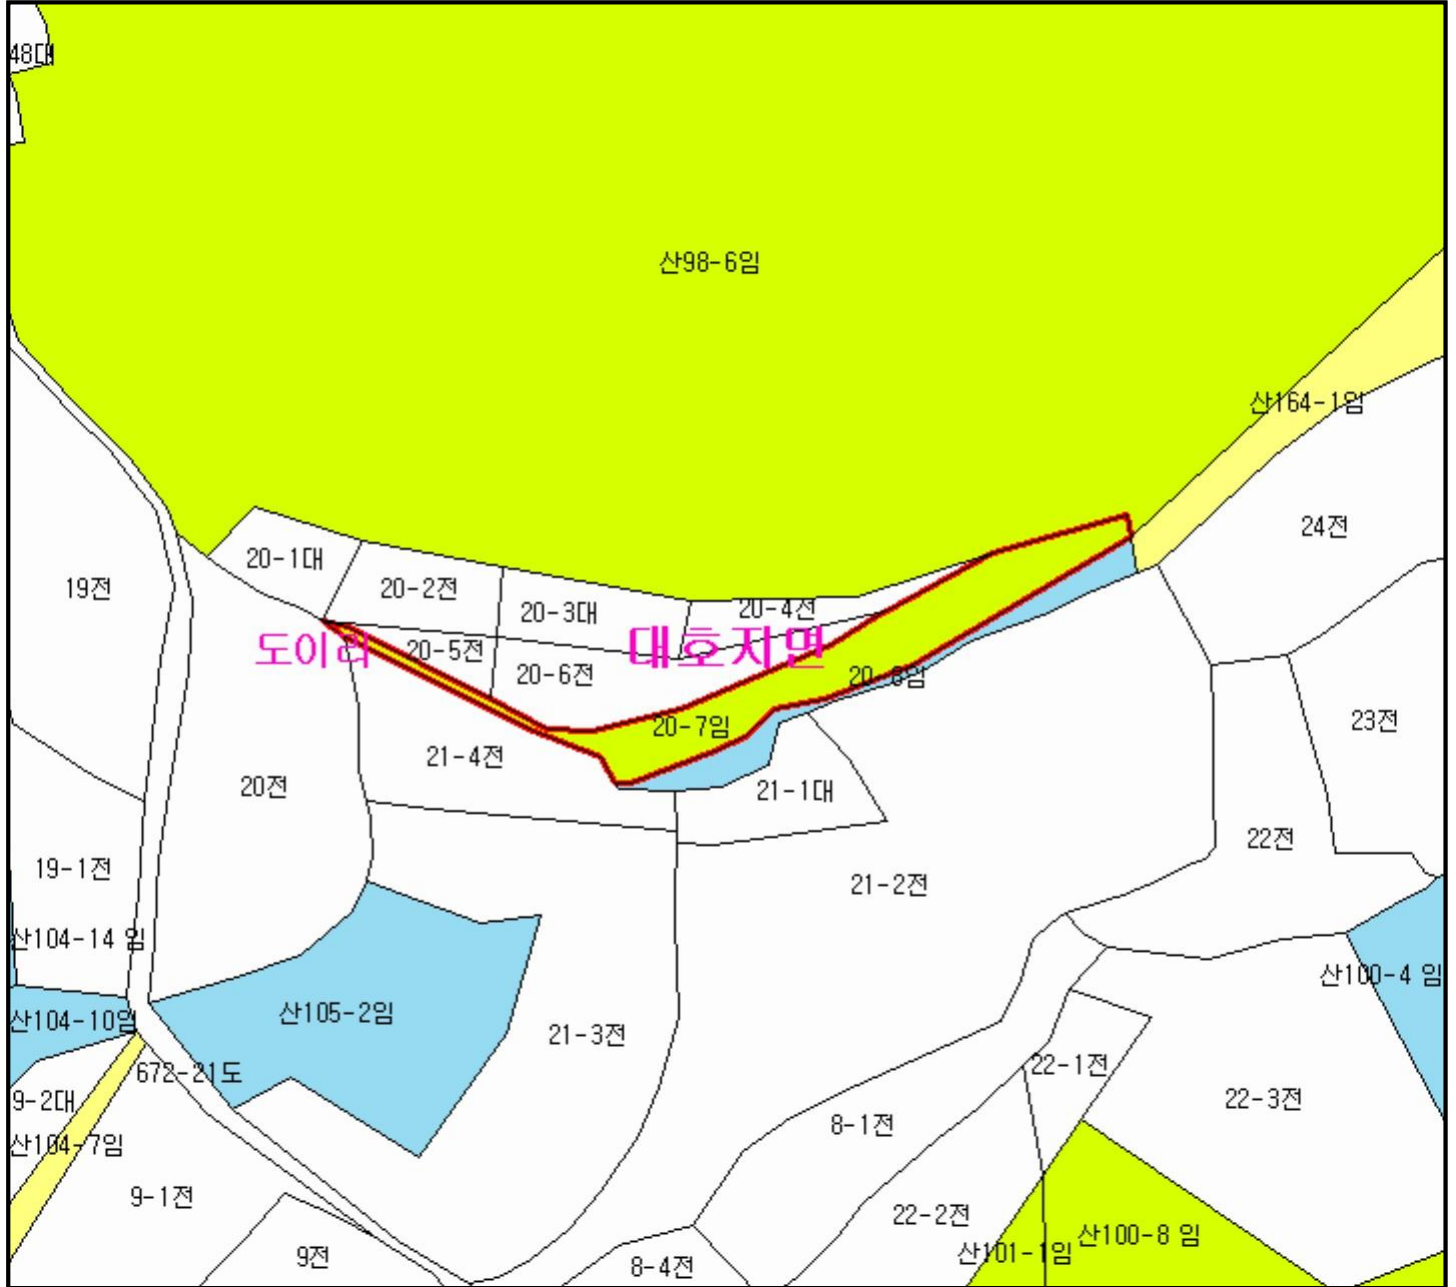 48대
산98-6임
산164-1임
24전
20-1대
20-2전
20-3대
20-4전
19전
도이리
20-5전
20-6전
대호지면
20-8임
20-7임
23전
21-4전
20전
21-1대
22전
19-1전
21-2전
산104-14 임
산100-4 임
산104-10임
산105-2임
21-3전
672-21도
22-1전
9-2대
22-3전
8-1전
산104-7임
9-1전
22-2전
산100-8 임
산101-1임
9전
8-4전